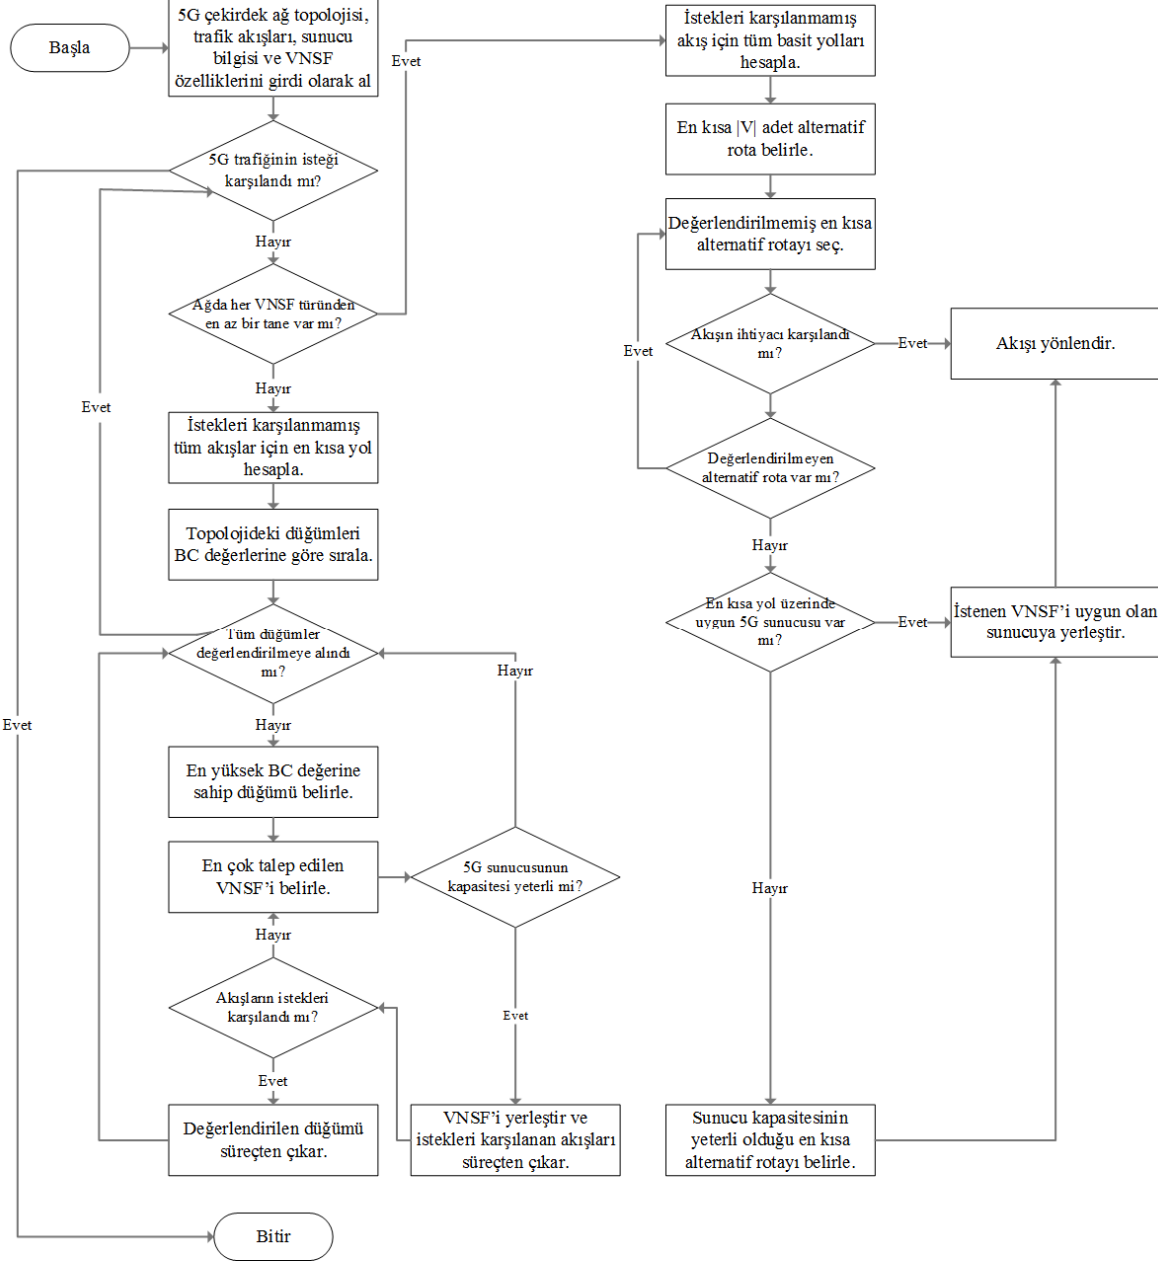 Başla
5G çekirdek ağ topolojisi,
trafik akışları, sunucu
bilgisi ve VNSF
özelliklerini girdi olarak al
5G trafiğinin isteği
karşılandı mı?
Hayır
Ağda her VNSF türünden
en az bir tane var mı?
Evet
Hayır
İstekleri karşılanmamış
tüm akışlar için en kısa yol
hesapla.
Topolojideki düğümleri
BC değerlerine göre sırala.
Tüm düğümler
değerlendirilmeye alındı
mı?
Evet
Hayır
En yüksek BC değerine
sahip düğümü belirle.
En çok talep edilen
VNSF'i belirle.
5G sunucusunun
kapasitesi yeterli mi?
Hayır
Evet
VNSF'i yerleştir ve
istekleri karşılanan akışları
süreçten çıkar.
Akışların istekleri
karşılandı mı?
Hayır
Evet
Değerlendirilen düğümü
süreçten çıkar.
Evet
Bitir
İstekleri karşılanmamış
akış için tüm basit yolları
hesapla.
En kısa |V| adet alternatif
rota belirle.
Değerlendirilmemiş en kısa
alternatif rotayı seç.
Akışın ihtiyacı karşılandı
mı?
Evet
Akışı yönlendir.
Değerlendirilmeyen
alternatif rota var mı?
Evet
Hayır
En kısa yol üzerinde
uygun 5G sunucusu var
mı?
Evet
İstenen VNSF'i uygun olan
sunucuya yerleştir.
Hayır
Sunucu kapasitesinin
yeterli olduğu en kısa
alternatif rotayı belirle.